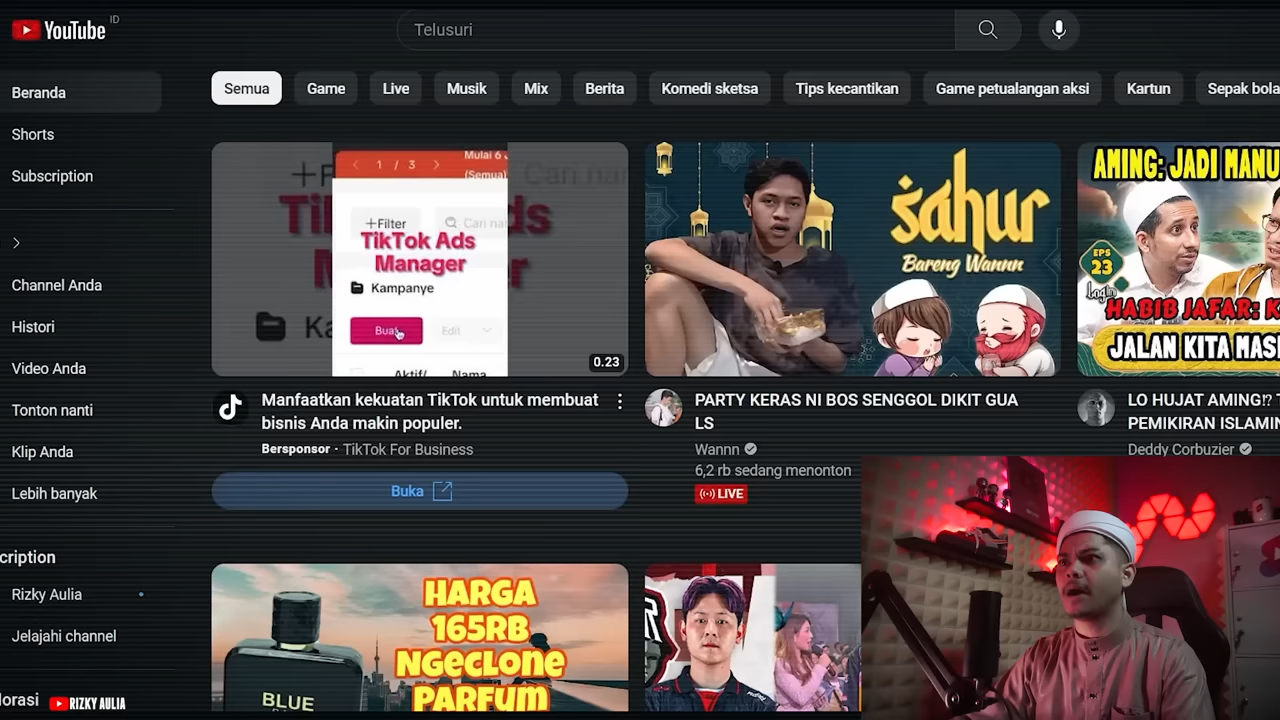 YouTube
ID
Telusuri
Beranda
Shorts
Subscription
Channel Anda
Histori
Video Anda
Tonton nanti
Klip Anda
Lebih banyak
cription
Rizky Aulia
Jelajahi channel
lorasi
RIZKY AULIA
Semua
Game
Live
Musik
Mix
Berita
Komedi sketsa
Tips kecantikan
Game petualangan aksi
Kartun
Sepak bola
1 / 3
Mulai 6
(Semua)
+Filter
Cari na
TikTok Ads
Manager
Kampanye
Buat
Edit
Aktif/
Nama
0.23
Manfaatkan kekuatan TikTok untuk membuat
bisnis Anda makin populer.
Bersponsor · TikTok For Business
Buka
sahur
Bareng Wannn
PARTY KERAS NI BOS SENGGOL DIKIT GUA
LS
Wannn
6,2 rb sedang menonton
LIVE
AMING: JADI MANU
EPS
23
Login
HABIB JAFAR: K
JALAN KITA MAS
LO HUJAT AMING!? T
PEMIKIRAN ISLAMI
Deddy Corbuzier
HARGA
165RB
NGECLONE
PARFUM
BLUE